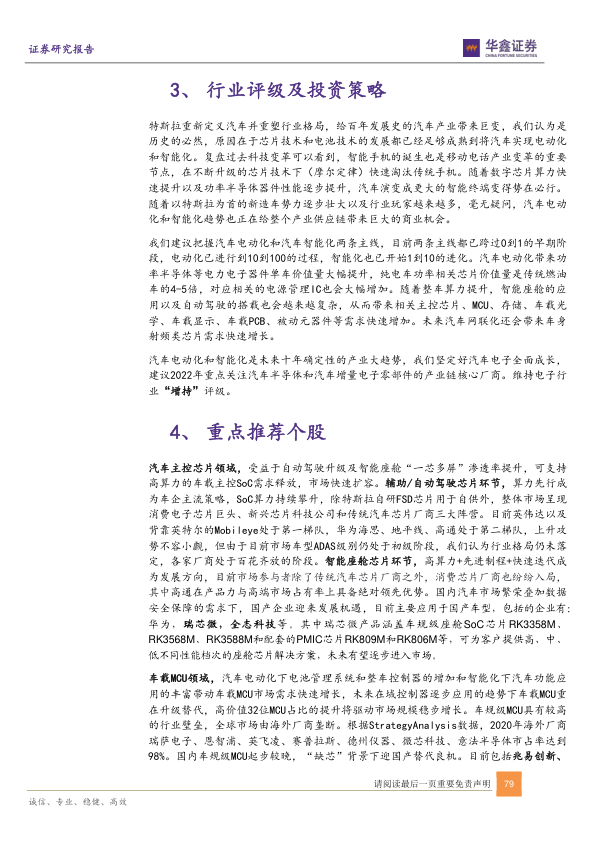 证券研究报告
华鑫证券
CHINA FORTUNE SECURITIES
3、 行业评级及投资策略
特斯拉重新定义汽车并重塑行业格局，给百年发展史的汽车产业带来巨变，我们认为是
历史的必然，原因在于芯片技术和电池技术的发展都已经足够成熟到将汽车实现电动化
和智能化。复盘过去科技变革可以看到，智能手机的诞生也是移动电话产业变革的重要
节点，在不断升级的芯片技术下（摩尔定律）快速淘汰传统手机。随着数字芯片算力快
速提升以及功率半导体器件性能逐步提升，汽车演变成更大的智能终端变得势在必行。
随着以特斯拉为首的新造车势力逐步壮大以及行业玩家越来越多，毫无疑问，汽车电动
化和智能化趋势也正在给整个产业供应链带来巨大的商业机会。
我们建议把握汽车电动化和汽车智能化两条主线，目前两条主线都已跨过0到1的早期阶
段，电动化已进行到10到100的过程，智能化也已开始1到10的进化。汽车电动化带来功
率半导体等电力电子器件单车价值量大幅提升，纯电车功率相关芯片价值量是传统燃油
车的4-5倍，对应相关的电源管理IC也会大幅增加。随着整车算力提升，智能座舱的应
用以及自动驾驶的搭载也会越来越复杂，从而带来相关主控芯片、MCU、存储、车载光
学、车载显示、车载PCB、被动元器件等需求快速增加。未来汽车网联化还会带来车身
射频类芯片需求快速增长。
汽车电动化和智能化是未来十年确定性的产业大趋势，我们坚定好汽车电子全面成长，
建议2022年重点关注汽车半导体和汽车增量电子零部件的产业链核心厂商。维持电子行
业“增持”评级。
4、 重点推荐个股
汽车主控芯片领域，受益于自动驾驶升级及智能座舱“一芯多屏”渗透率提升，可支持
高算力的车载主控SoC需求释放，市场快速扩容。辅助/自动驾驶芯片环节，算力先行成
为车企主流策略，SoC算力持续攀升，除特斯拉自研FSD芯片用于自供外，整体市场呈现
消费电子芯片巨头、新兴芯片科技公司和传统汽车芯片厂商三大阵营。目前英伟达以及
背靠英特尔的Mobileye处于第一梯队，华为海思、地平线、高通处于第二梯队，上升攻
势不容小觑，但由于目前市场车型ADAS级别仍处于初级阶段，我们认为行业格局仍未落
定，各家厂商处于百花齐放的阶段。智能座舱芯片环节，高算力+先进制程+快速迭代成
为发展方向，目前市场参与者除了传统汽车芯片厂商之外，消费芯片厂商也纷纷入局，
其中高通在产品力与高端市场占有率上具备绝对领先优势。国内汽车市场繁荣叠加数据
安全保障的需求下，国产企业迎来发展机遇，目前主要应用于国产车型，包括的企业有：
华为，瑞芯微，全志科技等。其中瑞芯微产品涵盖车规级座舱SoC芯片RK3358M、
RK3568M、RK3588M和配套的PMIC芯片RK809M和RK806M等，可为客户提供高、中、
低不同性能档次的座舱芯片解决方案，未来有望逐步进入市场。
车载MCU领域，汽车电动化下电池管理系统和整车控制器的增加和智能化下汽车功能应
用的丰富带动车载MCU市场需求快速增长，未来在域控制器逐步应用的趋势下车载MCU重
在升级替代，高价值32位MCU占比的提升将驱动市场规模稳步增长。车规级MCU具有较高
的行业壁垒，全球市场由海外厂商垄断。根据StrategyAnalysis数据，2020年海外厂商
瑞萨电子、恩智浦、英飞凌、赛普拉斯、德州仪器、微芯科技、意法半导体市占率达到
98%。国内车规级MCU起步较晚，“缺芯”背景下迎国产替代良机。目前包括兆易创新、
请阅读最后一页重要免责声明
79
诚信、专业、稳健、高效